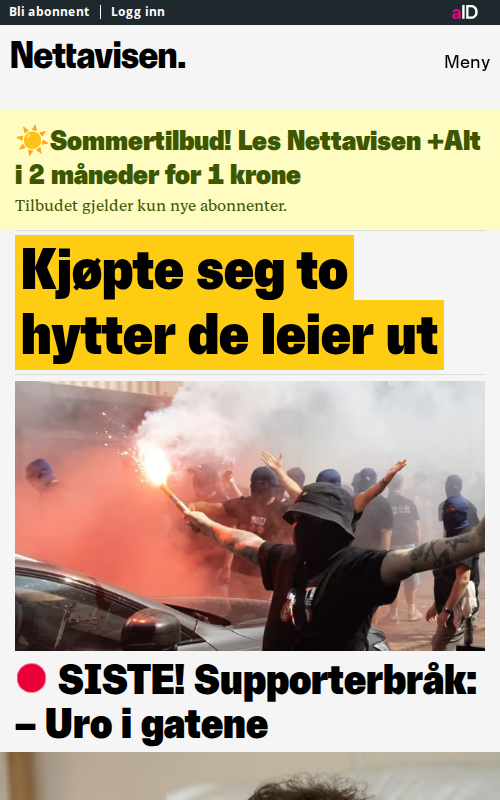 Bli abonnent | Logg inn
aID
Nettavisen.
Meny
☀️Sommertilbud! Les Nettavisen +Alt
i 2 måneder for 1 krone
Tilbudet gjelder kun nye abonnenter.
Kjøpte seg to
hytter de leier ut
SISTE! Supporterbråk:
– Uro i gatene